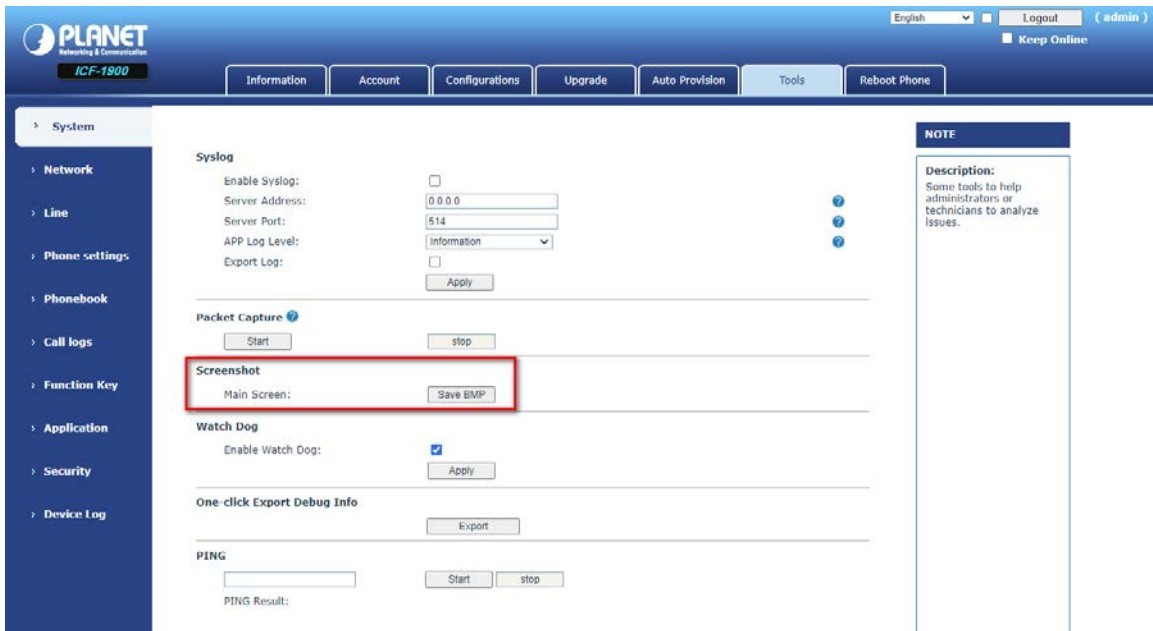 PLANET
Networking & Communication
ICF-1900
English
Logout
( admin )
Keep Online
Information
Account
Configurations
Upgrade
Auto Provision
Tools
Reboot Phone
› System
› Network
› Line
› Phone settings
› Phonebook
› Call logs
› Function Key
› Application
› Security
› Device Log
Syslog
Enable Syslog:
Server Address: 0.0.0.0
Server Port: 514
APP Log Level: Information
Export Log:
Apply
Packet Capture ?
Start stop
Screenshot
Main Screen: Save BMP
Watch Dog
Enable Watch Dog:
Apply
One-click Export Debug Info
Export
PING
Start stop
PING Result:
NOTE
Description:
Some tools to help
administrators or
technicians to analyze
issues.